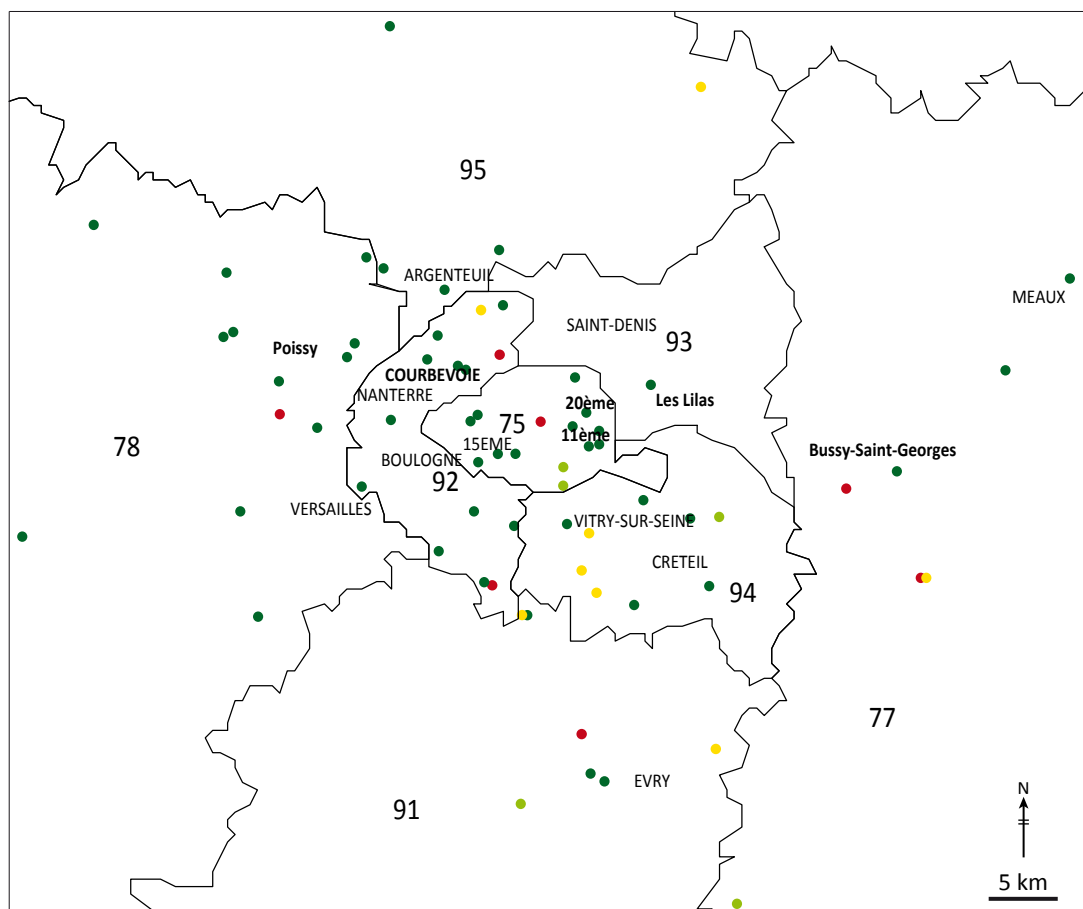 95
ARGENTEUIL
MEAUX
SAINT-DENIS
93
Poissy
COURBEVOIE
NANTERRE
Les Lilas
20ème
75
11ème
15EME
78
BOULOGNE
92
Bussy-Saint-Georges
VERSAILLES
VITRY-SUR-SEINE
CRETEIL
94
77
EVRY
91
N
5 km